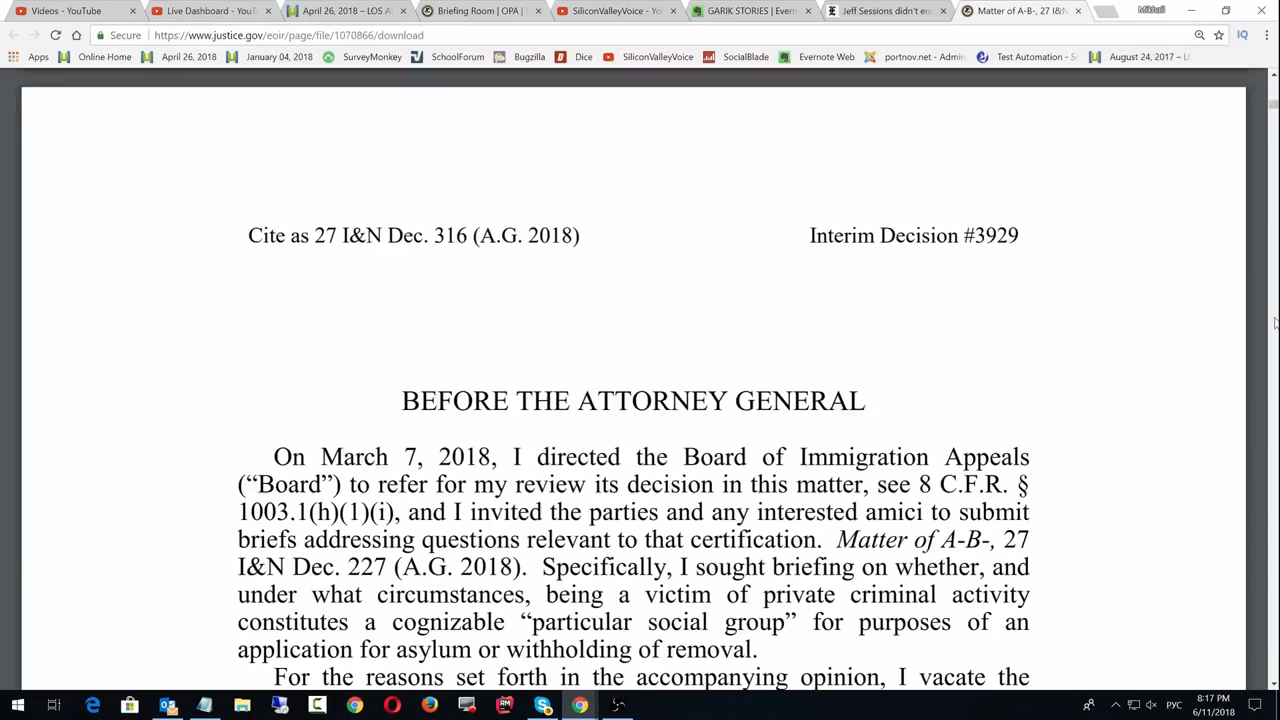 Videos - YouTube
Live Dashboard - YouT
April 26, 2018 – LOS A
Briefing Room | OPA |
SiliconValleyVoice - Yo
GARIK STORIES | Evern
Jeff Sessions didn't en
Matter of A-B-, 27 I&N
Mikhail
Secure
https://www.justice.gov/eoir/page/file/1070866/download
IQ
Apps
Online Home
April 26, 2018
January 04, 2018
SurveyMonkey
SchoolForum
Bugzilla
Dice
SiliconValleyVoice
SocialBlade
Evernote Web
portnov.net - Admin
Test Automation - S
August 24, 2017 – L
Cite as 27 I&N Dec. 316 (A.G. 2018)
Interim Decision #3929
BEFORE THE ATTORNEY GENERAL
On March 7, 2018, I directed the Board of Immigration Appeals
(“Board”) to refer for my review its decision in this matter, see 8 C.F.R. §
1003.1(h)(1)(i), and I invited the parties and any interested amici to submit
briefs addressing questions relevant to that certification. Matter of A-B-, 27
I&N Dec. 227 (A.G. 2018). Specifically, I sought briefing on whether, and
under what circumstances, being a victim of private criminal activity
constitutes a cognizable “particular social group” for purposes of an
application for asylum or withholding of removal.
For the reasons set forth in the accompanying opinion, I vacate the
RM
РУС
8:17 PM
6/11/2018